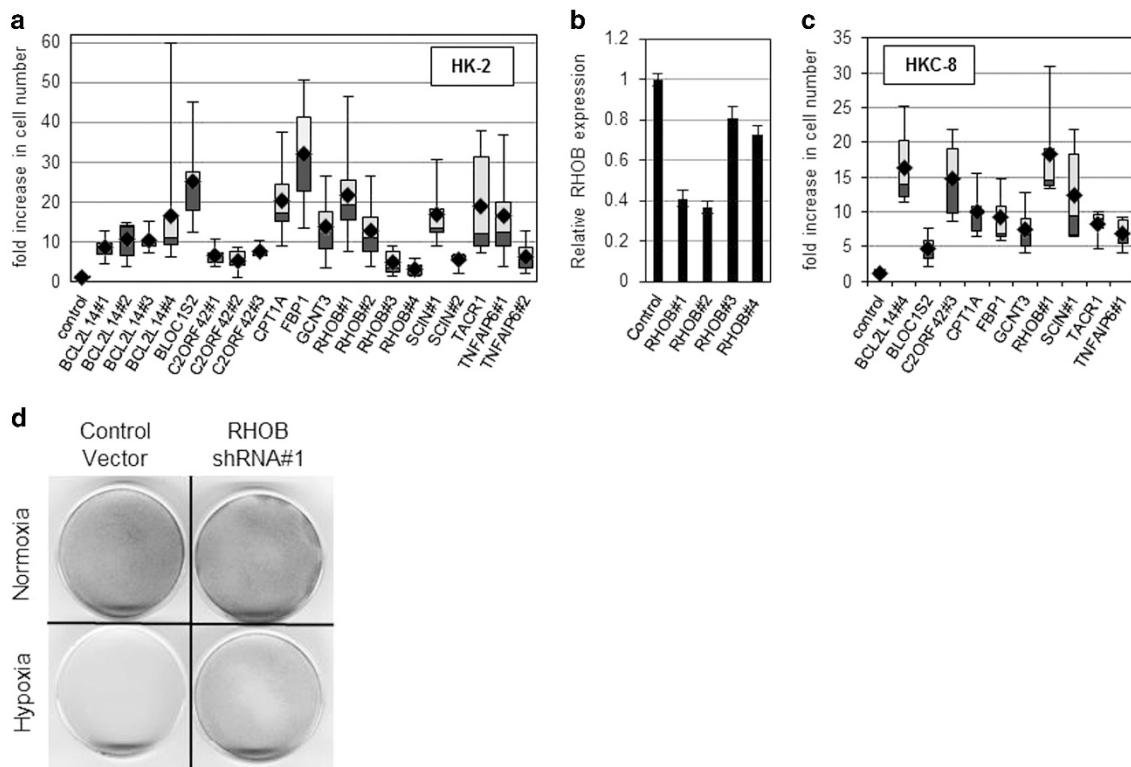 a
fold increase in cell number
60
50
40
30
20
10
0
HK-2
control
BCL2L14#1
BCL2L14#2
BCL2L14#3
BCL2L14#4
BLOC1S2
C2ORF42#1
C2ORF42#2
C2ORF42#3
CPT1A
FBP1
GCNT3
RHOB#1
RHOB#2
RHOB#3
RHOB#4
SCIN#1
SCIN#2
TACR1
TNFAIP6#1
TNFAIP6#2
b
Relative RHOB expression
1.2
1
0.8
0.6
0.4
0.2
0
Control
RHOB#1
RHOB#2
RHOB#3
RHOB#4
c
fold increase in cell number
35
30
25
20
15
10
5
0
HKC-8
control
BCL2L14#4
BLOC1S2
C2ORF42#3
CPT1A
FBP1
GCNT3
RHOB#1
SCIN#1
TACR1
TNFAIP6#1
d
Control
Vector
RHOB
shRNA#1
Normoxia
Hypoxia